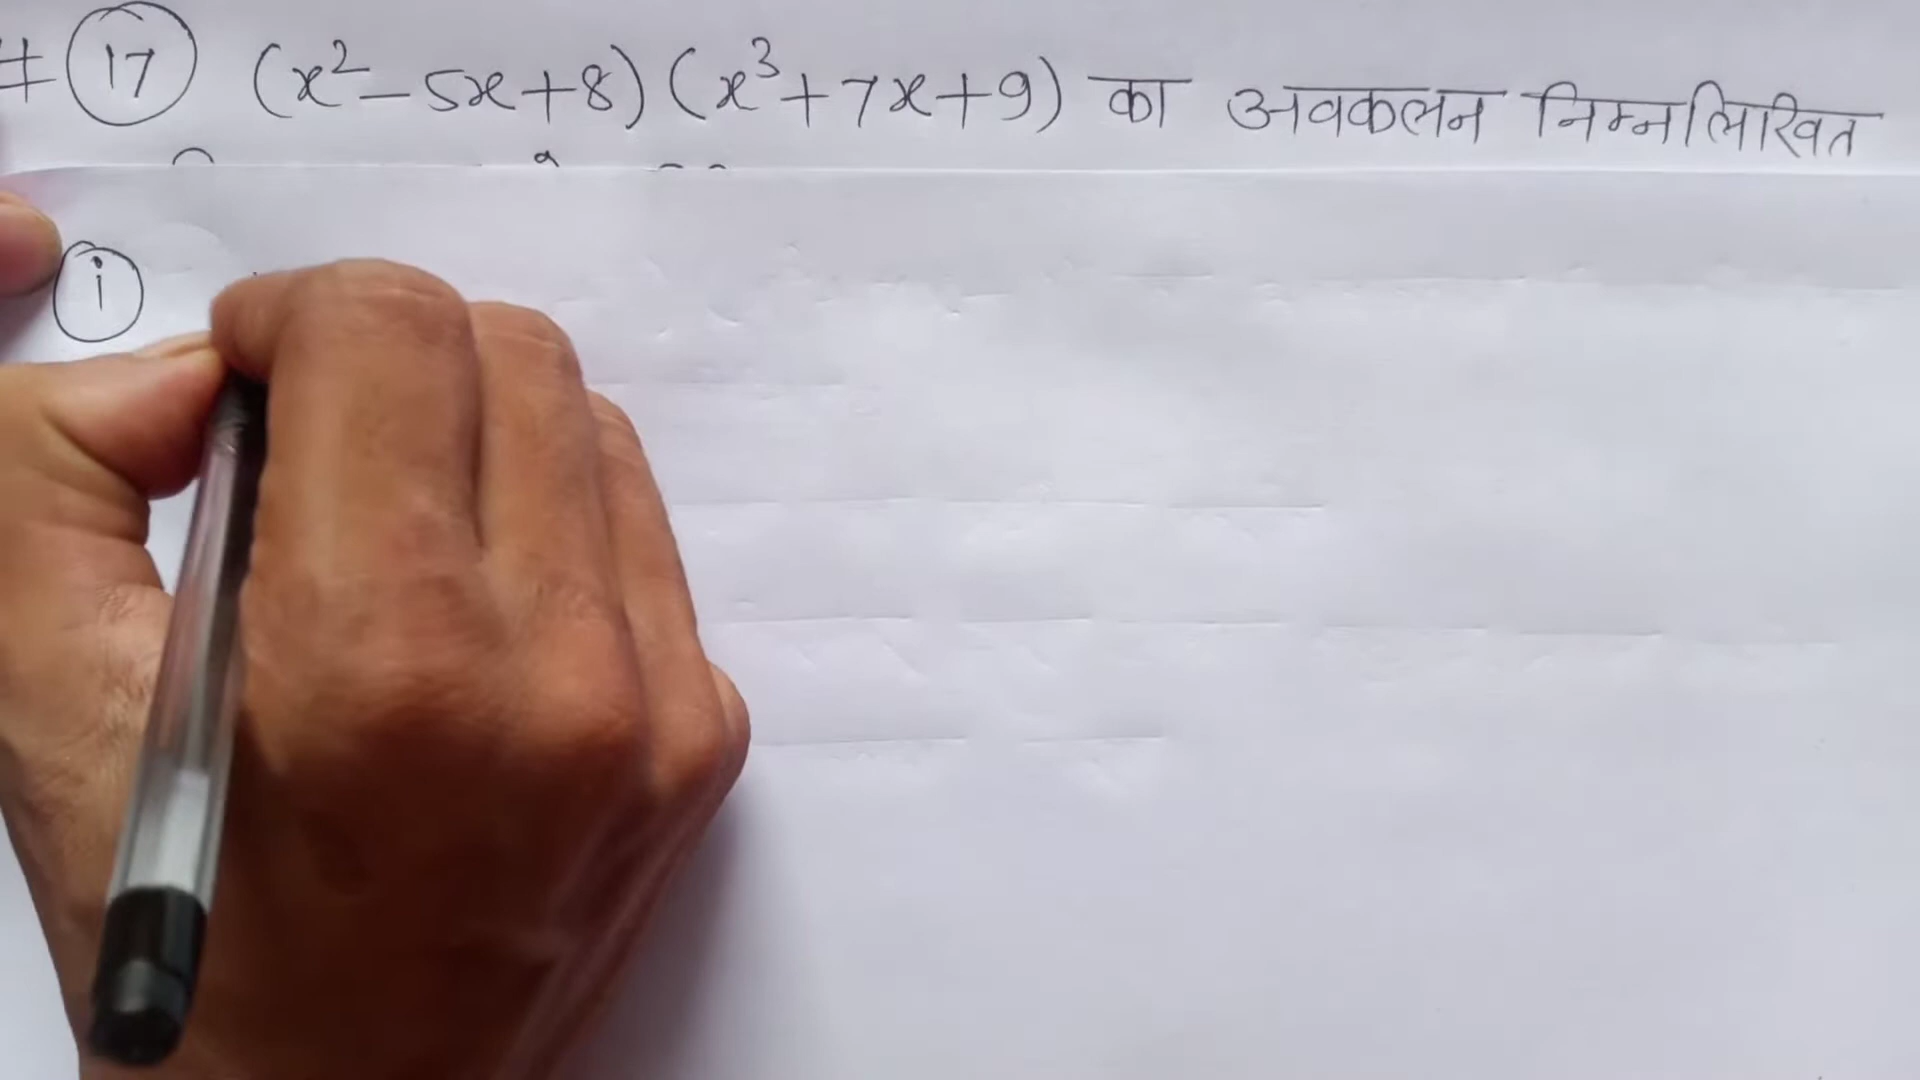 # 17 (x² - 5x + 8) (x³ + 7x + 9) का अवकलन निम्नलिखित
i